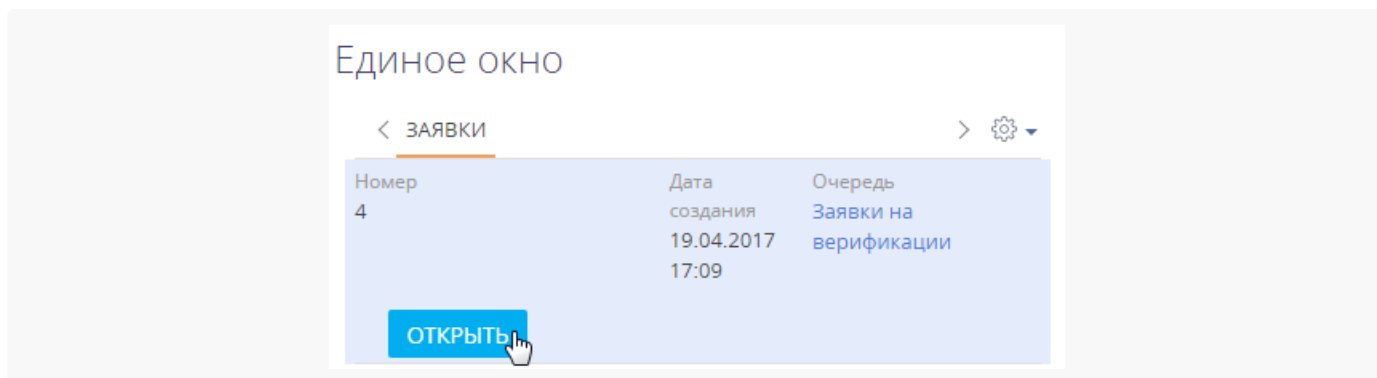 Единое окно
ЗАЯВКИ
Номер
4
Дата
создания
19.04.2017
17:09
Очередь
Заявки на
верификации
ОТКРЫТЬ